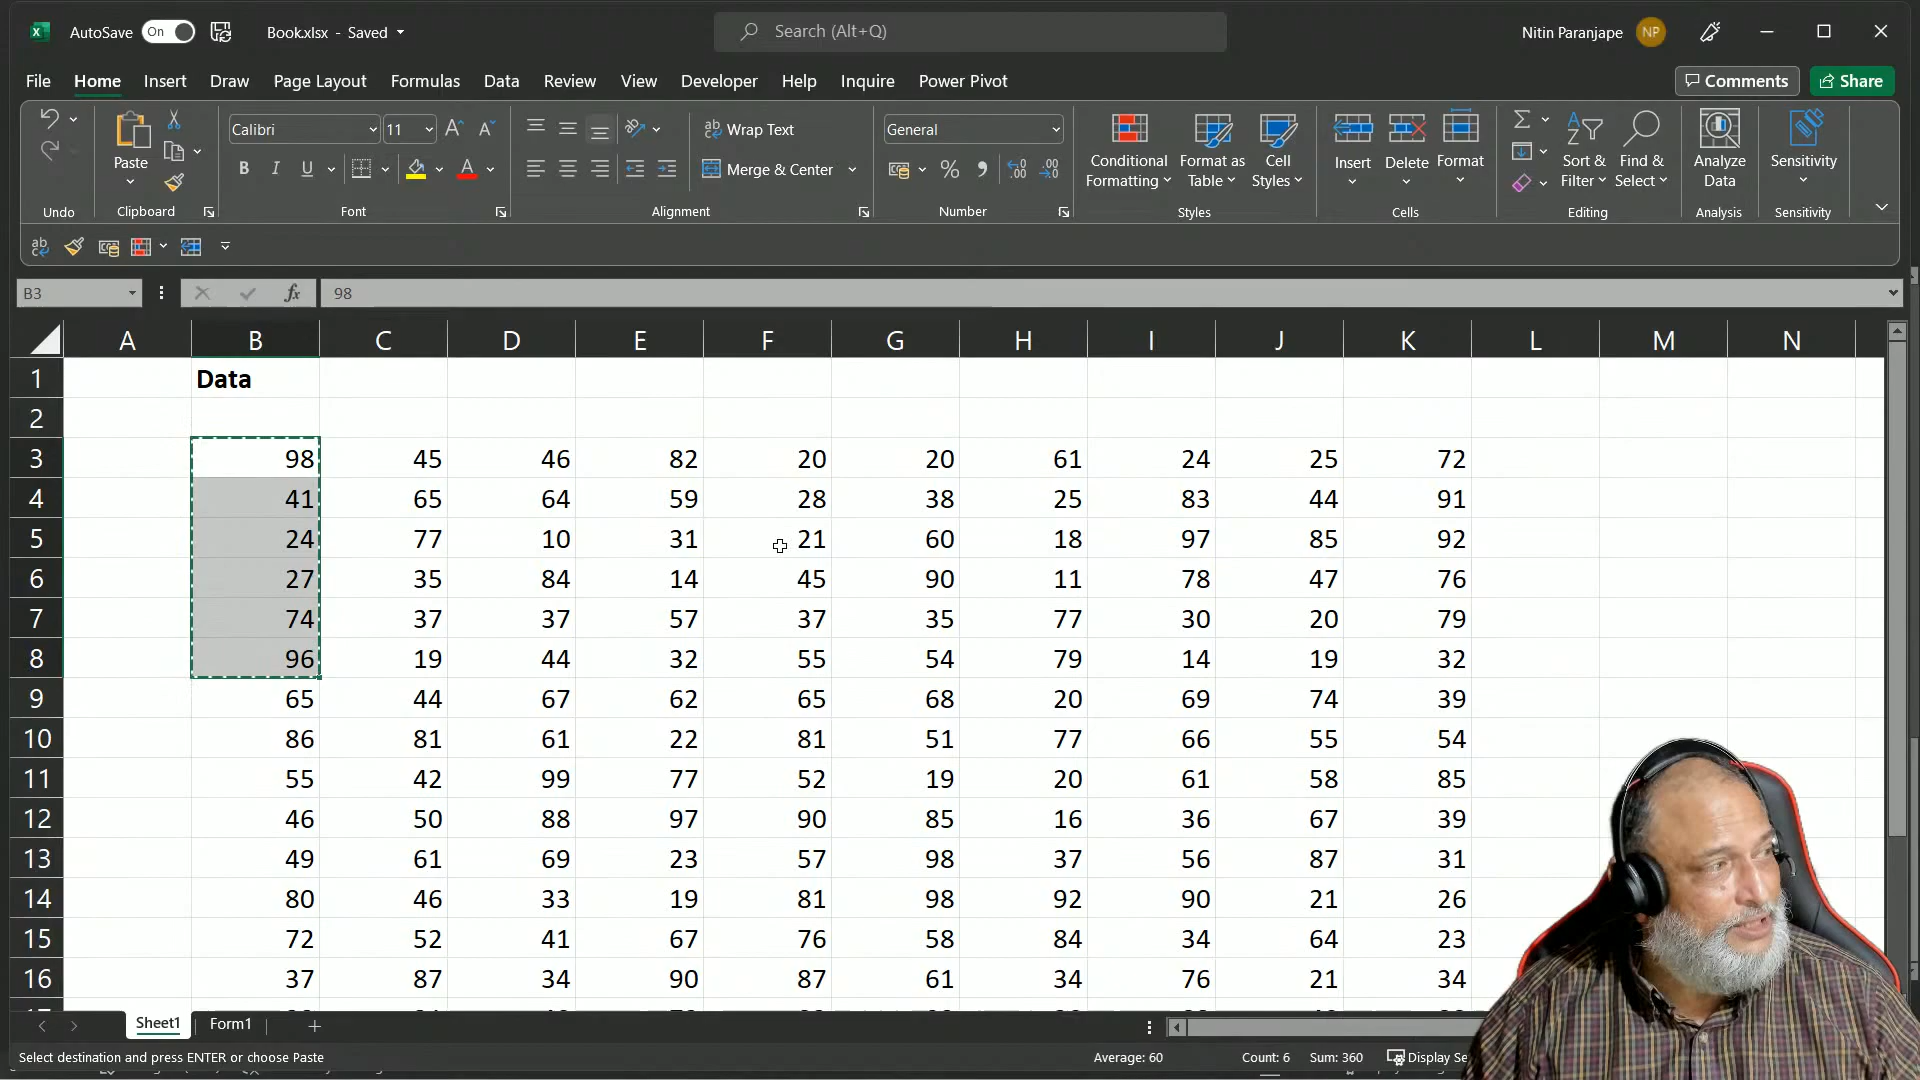 AutoSave On Book.xlsx - Saved Search (Alt+Q) Nitin Paranjape NP
File Home Insert Draw Page Layout Formulas Data Review View Developer Help Inquire Power Pivot Comments Share
Calibri 11 Wrap Text General
Paste B I U Merge & Center % Conditional Formatting Format as Table Cell Styles Insert Delete Format Sort & Filter Find & Select Analyze Data Sensitivity
Undo Clipboard Font Alignment Number Styles Cells Editing Analysis Sensitivity
B3 fx 98
A B C D E F G H I J K L M N
1 Data
2
3 98 45 46 82 20 20 61 24 25 72
4 41 65 64 59 28 38 25 83 44 91
5 24 77 10 31 21 60 18 97 85 92
6 27 35 84 14 45 90 11 78 47 76
7 74 37 37 57 37 35 77 30 20 79
8 96 19 44 32 55 54 79 14 19 32
9 65 44 67 62 65 68 20 69 74 39
10 86 81 61 22 81 51 77 66 55 54
11 55 42 99 77 52 19 20 61 58 85
12 46 50 88 97 90 85 16 36 67 39
13 49 61 69 23 57 98 37 56 87 31
14 80 46 33 19 81 98 92 90 21 26
15 72 52 41 67 76 58 84 34 64 23
16 37 87 34 90 87 61 34 76 21 34
Sheet1 Form1
Select destination and press ENTER or choose Paste Average: 60 Count: 6 Sum: 360 Display